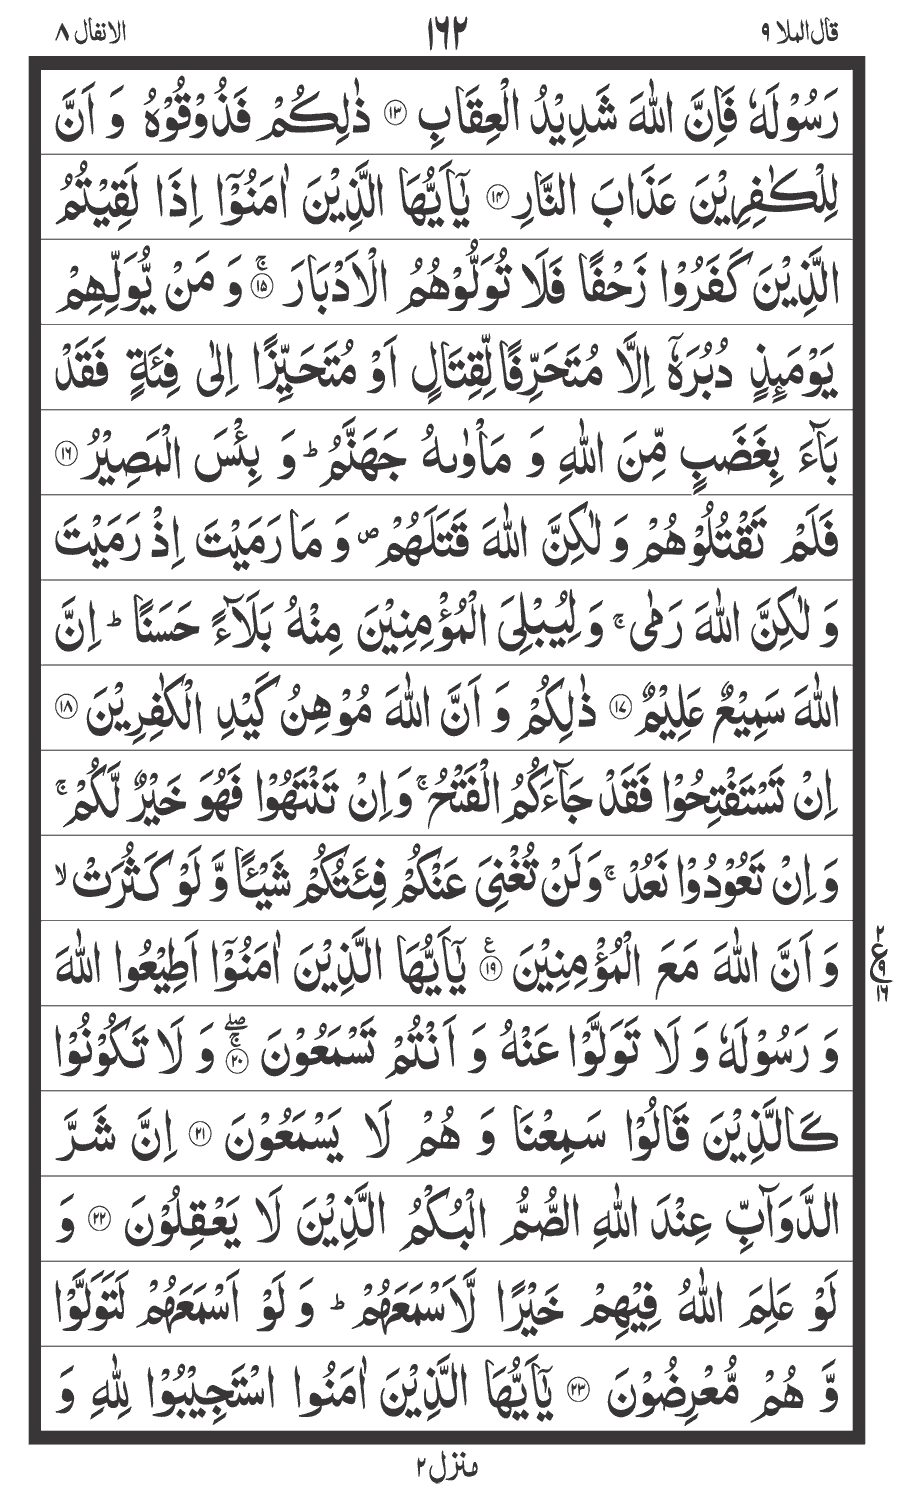 قال الملا ٩ ١٦٢ الانفال ٨
رَسُوْلَهٗ فَاِنَّ اللّٰهَ شَدِيْدُ الْعِقَابِ ۝١٣ ذٰلِكُمْ فَذُوْقُوْهُ وَ اَنَّ
لِلْكٰفِرِيْنَ عَذَابَ النَّارِ ۝١٤ يٰۤاَيُّهَا الَّذِيْنَ اٰمَنُوْۤا اِذَا لَقِيْتُمُ
الَّذِيْنَ كَفَرُوْا زَحْفًا فَلَا تُوَلُّوْهُمُ الْاَدْبَارَ ۝١٥ۚ وَ مَنْ يُّوَلِّهِمْ
يَوْمَىِٕذٍ دُبُرَهٗۤ اِلَّا مُتَحَرِّفًا لِّقِتَالٍ اَوْ مُتَحَيِّزًا اِلٰى فِئَةٍ فَقَدْ
بَآءَ بِغَضَبٍ مِّنَ اللّٰهِ وَ مَاْوٰىهُ جَهَنَّمُ ؕ وَ بِئْسَ الْمَصِيْرُ ۝١٦
فَلَمْ تَقْتُلُوْهُمْ وَ لٰكِنَّ اللّٰهَ قَتَلَهُمْ ۪ وَ مَا رَمَيْتَ اِذْ رَمَيْتَ
وَ لٰكِنَّ اللّٰهَ رَمٰى ۚ وَ لِيُبْلِيَ الْمُؤْمِنِيْنَ مِنْهُ بَلَآءً حَسَنًا ؕ اِنَّ
اللّٰهَ سَمِيْعٌ عَلِيْمٌ ۝١٧ ذٰلِكُمْ وَ اَنَّ اللّٰهَ مُوْهِنُ كَيْدِ الْكٰفِرِيْنَ ۝١٨
اِنْ تَسْتَفْتِحُوْا فَقَدْ جَآءَكُمُ الْفَتْحُ ۚ وَ اِنْ تَنْتَهُوْا فَهُوَ خَيْرٌ لَّكُمْ ۚ
وَ اِنْ تَعُوْدُوْا نَعُدْ ۚ وَ لَنْ تُغْنِيَ عَنْكُمْ فِئَتُكُمْ شَيْـًٔا وَّ لَوْ كَثُرَتْ ۙ
وَ اَنَّ اللّٰهَ مَعَ الْمُؤْمِنِيْنَ ۝١٩ ع يٰۤاَيُّهَا الَّذِيْنَ اٰمَنُوْۤا اَطِيْعُوا اللّٰهَ
٢ ع ٩ ١٦
وَ رَسُوْلَهٗ وَ لَا تَوَلَّوْا عَنْهُ وَ اَنْتُمْ تَسْمَعُوْنَ ۝٢٠ۚۖ وَ لَا تَكُوْنُوْا
كَالَّذِيْنَ قَالُوْا سَمِعْنَا وَ هُمْ لَا يَسْمَعُوْنَ ۝٢١ اِنَّ شَرَّ
الدَّوَآبِّ عِنْدَ اللّٰهِ الصُّمُّ الْبُكْمُ الَّذِيْنَ لَا يَعْقِلُوْنَ ۝٢٢ وَ
لَوْ عَلِمَ اللّٰهُ فِيْهِمْ خَيْرًا لَّاَسْمَعَهُمْ ؕ وَ لَوْ اَسْمَعَهُمْ لَتَوَلَّوْا
وَّ هُمْ مُّعْرِضُوْنَ ۝٢٣ يٰۤاَيُّهَا الَّذِيْنَ اٰمَنُوا اسْتَجِيْبُوْا لِلّٰهِ وَ
منزل ٢